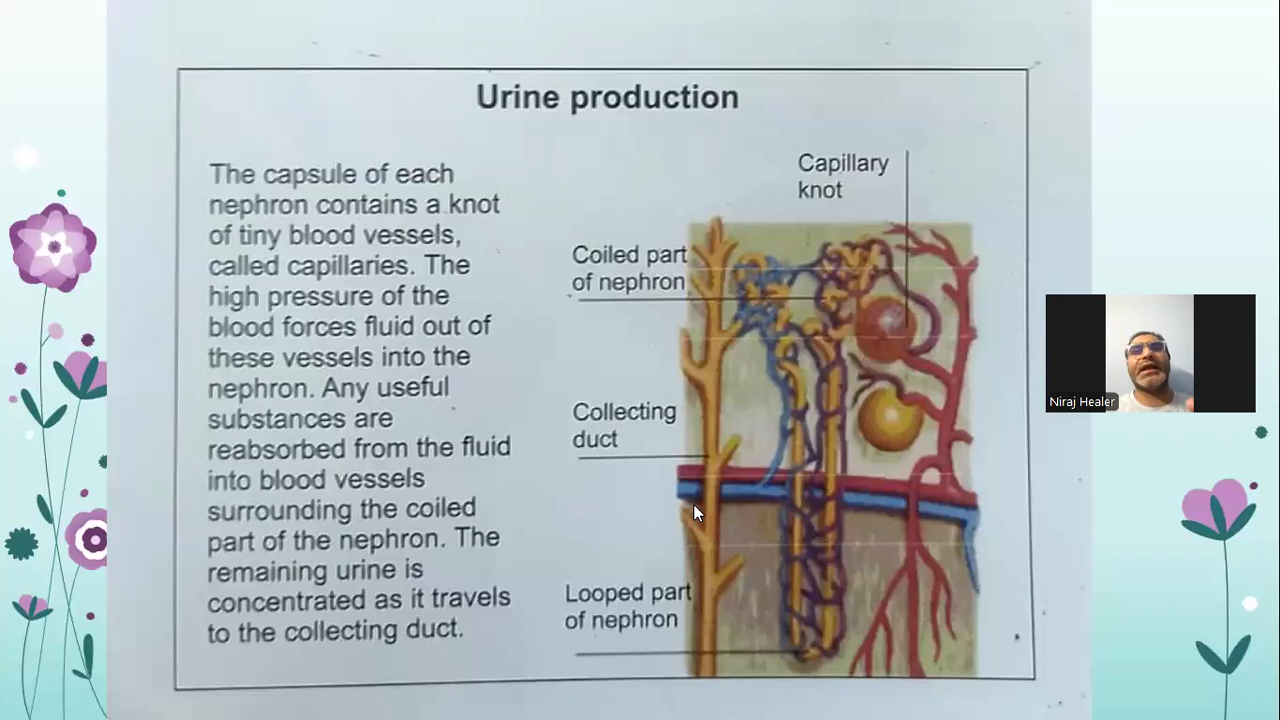 Urine production
The capsule of each
nephron contains a knot
of tiny blood vessels,
called capillaries. The
high pressure of the
blood forces fluid out of
these vessels into the
nephron. Any useful
substances are
reabsorbed from the fluid
into blood vessels
surrounding the coiled
part of the nephron. The
remaining urine is
concentrated as it travels
to the collecting duct.
Capillary
knot
Coiled part
of nephron
Collecting
duct
Looped part
of nephron
Niraj Healer